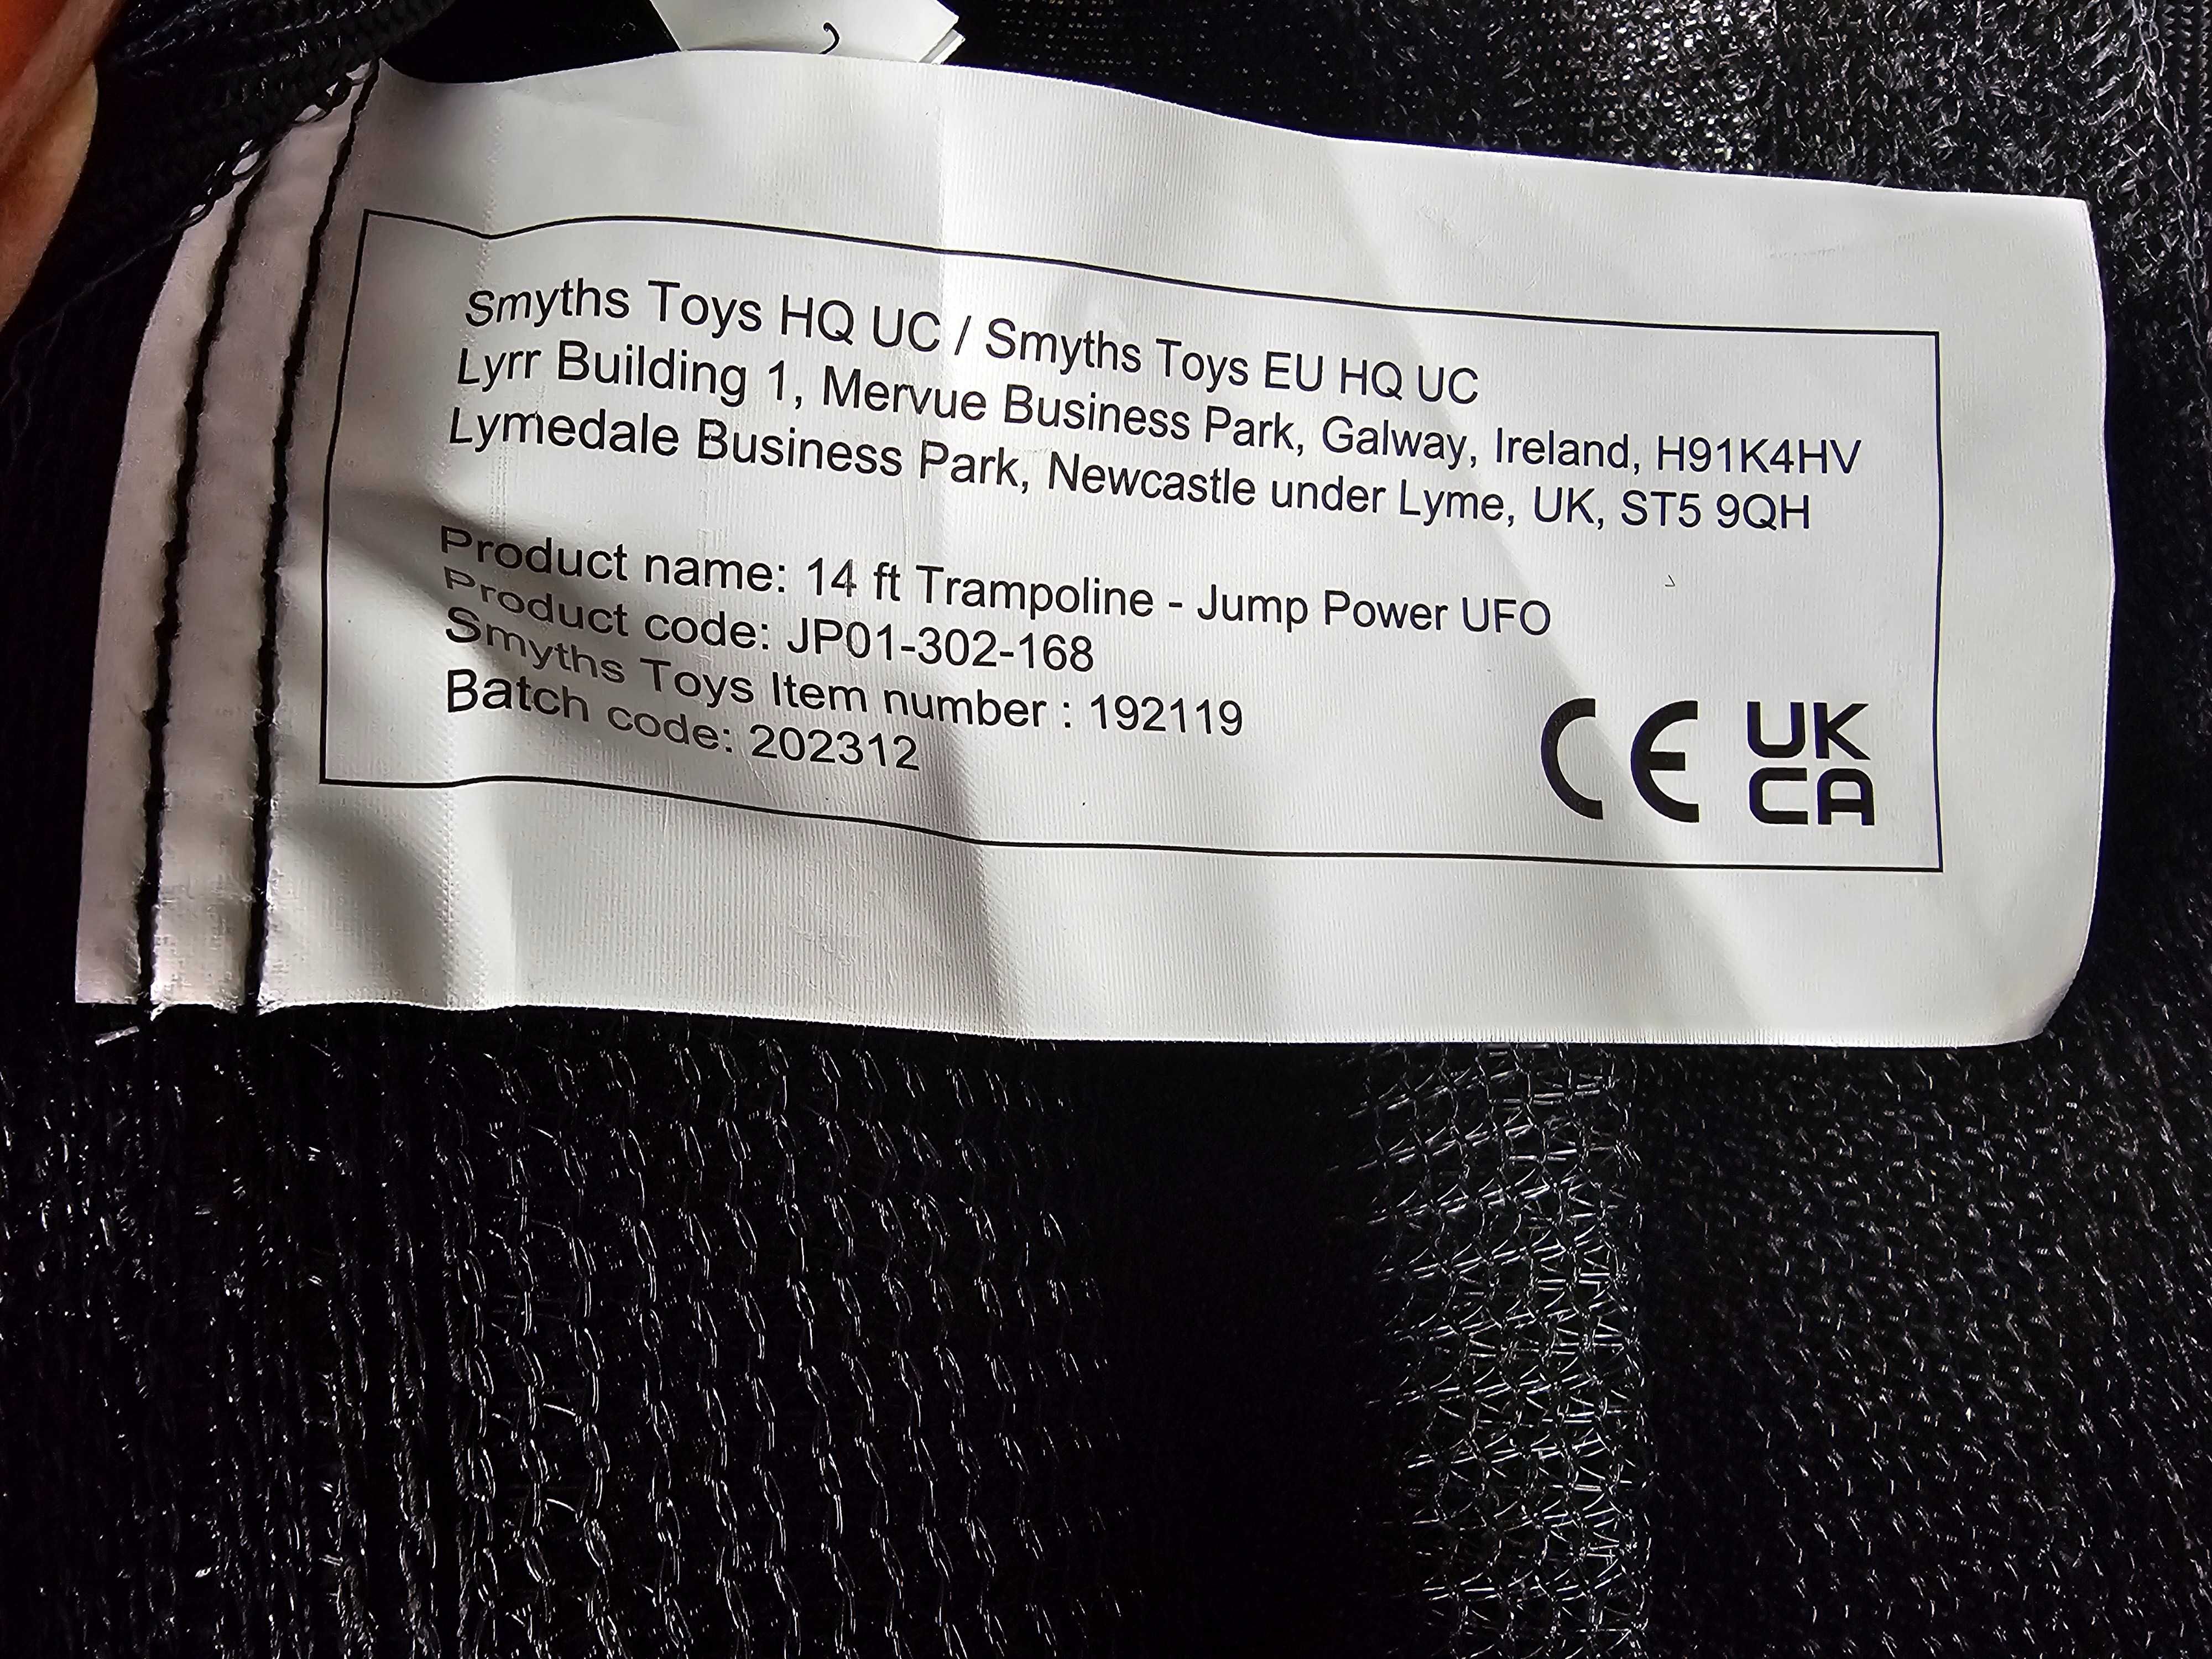 Smyths Toys HQ UC / Smyths Toys EU HQ UC
Lyrr Building 1, Mervue Business Park, Galway, Ireland, H91K4HV
Lymedale Business Park, Newcastle under Lyme, UK, ST5 9QH
Product name: 14 ft Trampoline - Jump Power UFO
Product code: JP01-302-168
Smyths Toys Item number : 192119
Batch code: 202312
CE UK
CA